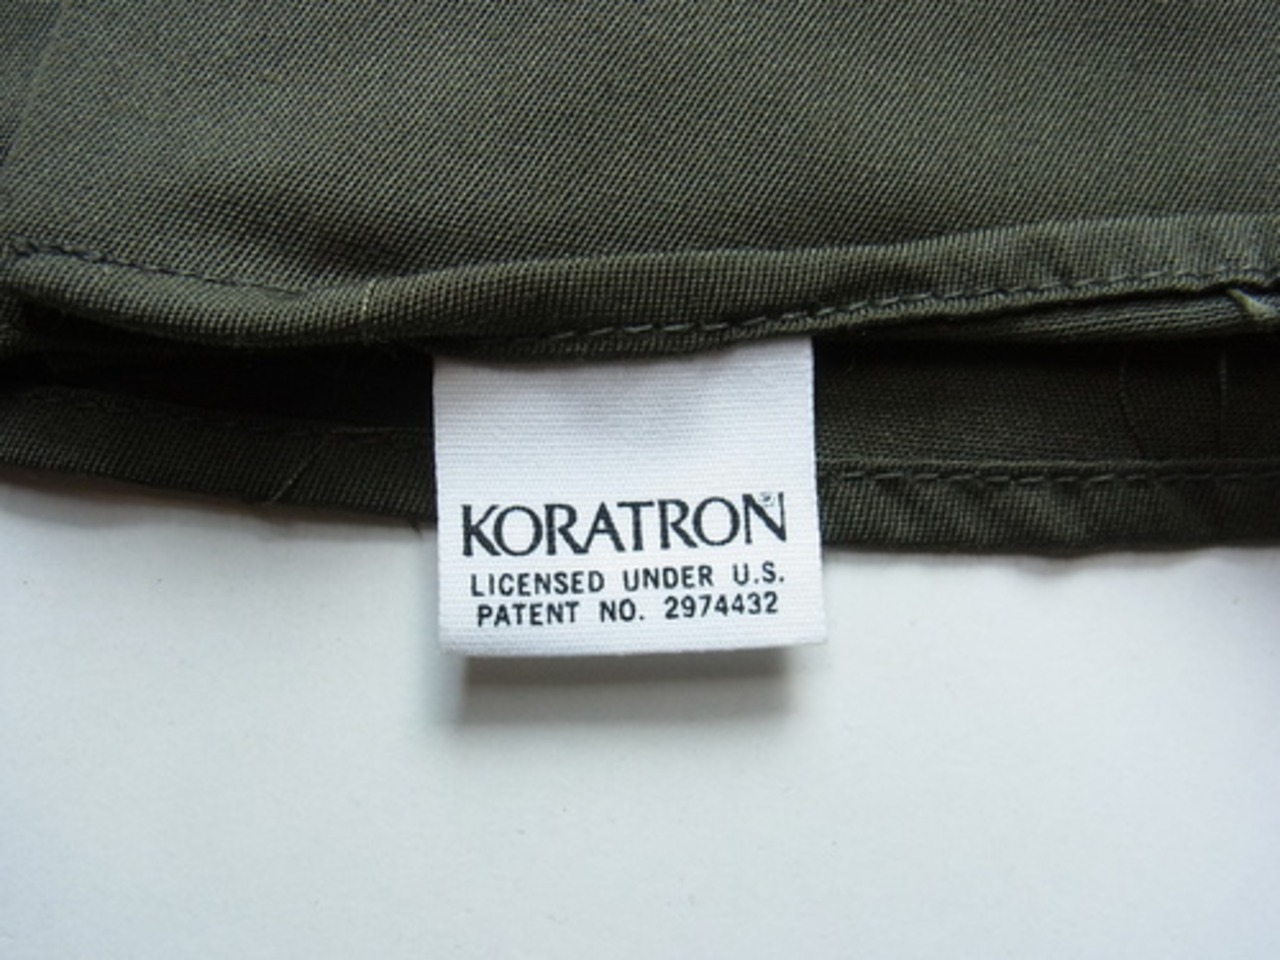 KORATRON®
LICENSED UNDER U.S.
PATENT NO. 2974432